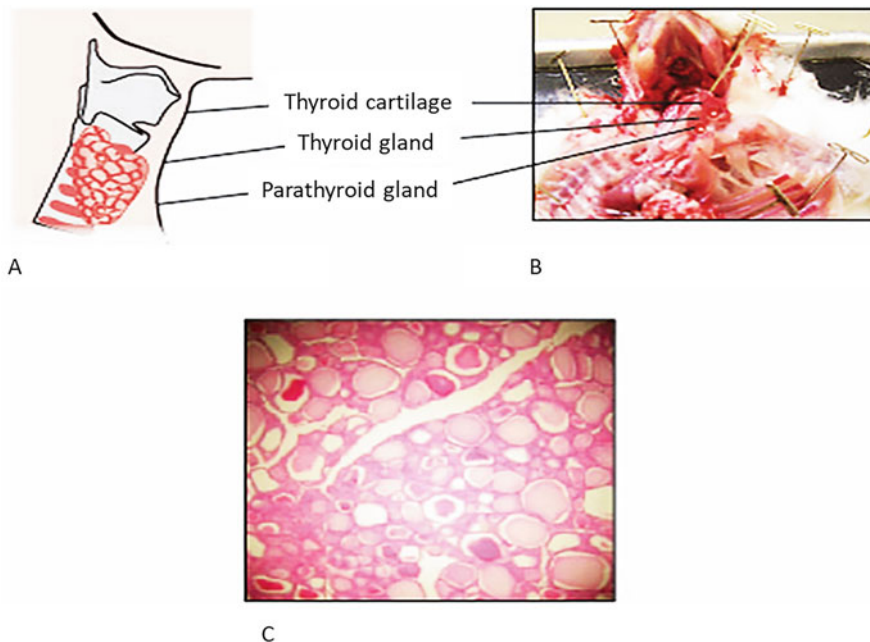 Thyroid cartilage
Thyroid gland
Parathyroid gland
A
B
C